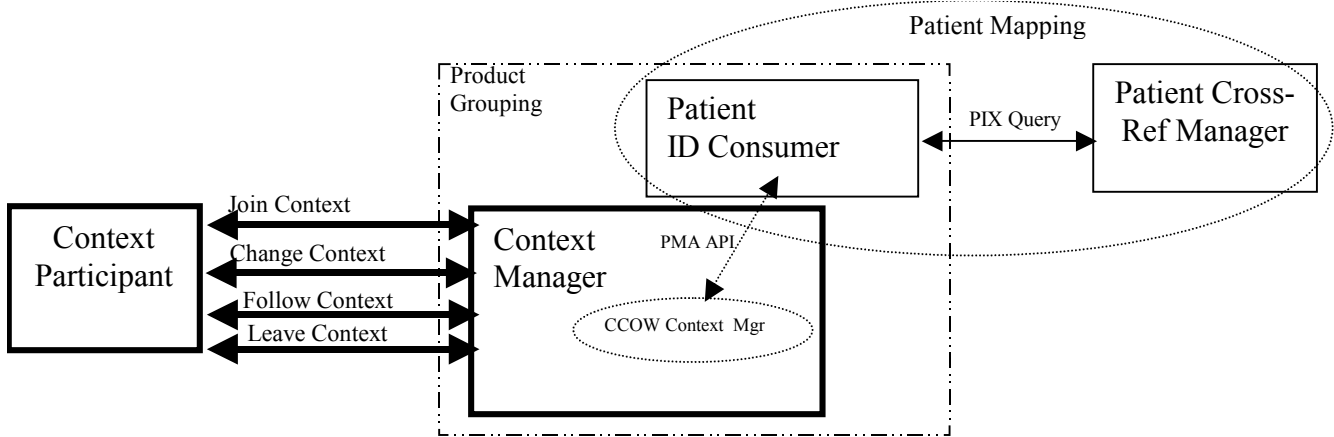 Patient Mapping
Product
Grouping
Patient
ID Consumer
PIX Query
Patient Cross-
Ref Manager
Join Context
Context
Participant
Change Context
Follow Context
Leave Context
Context
Manager
PMA API
CCOW Context Mgr